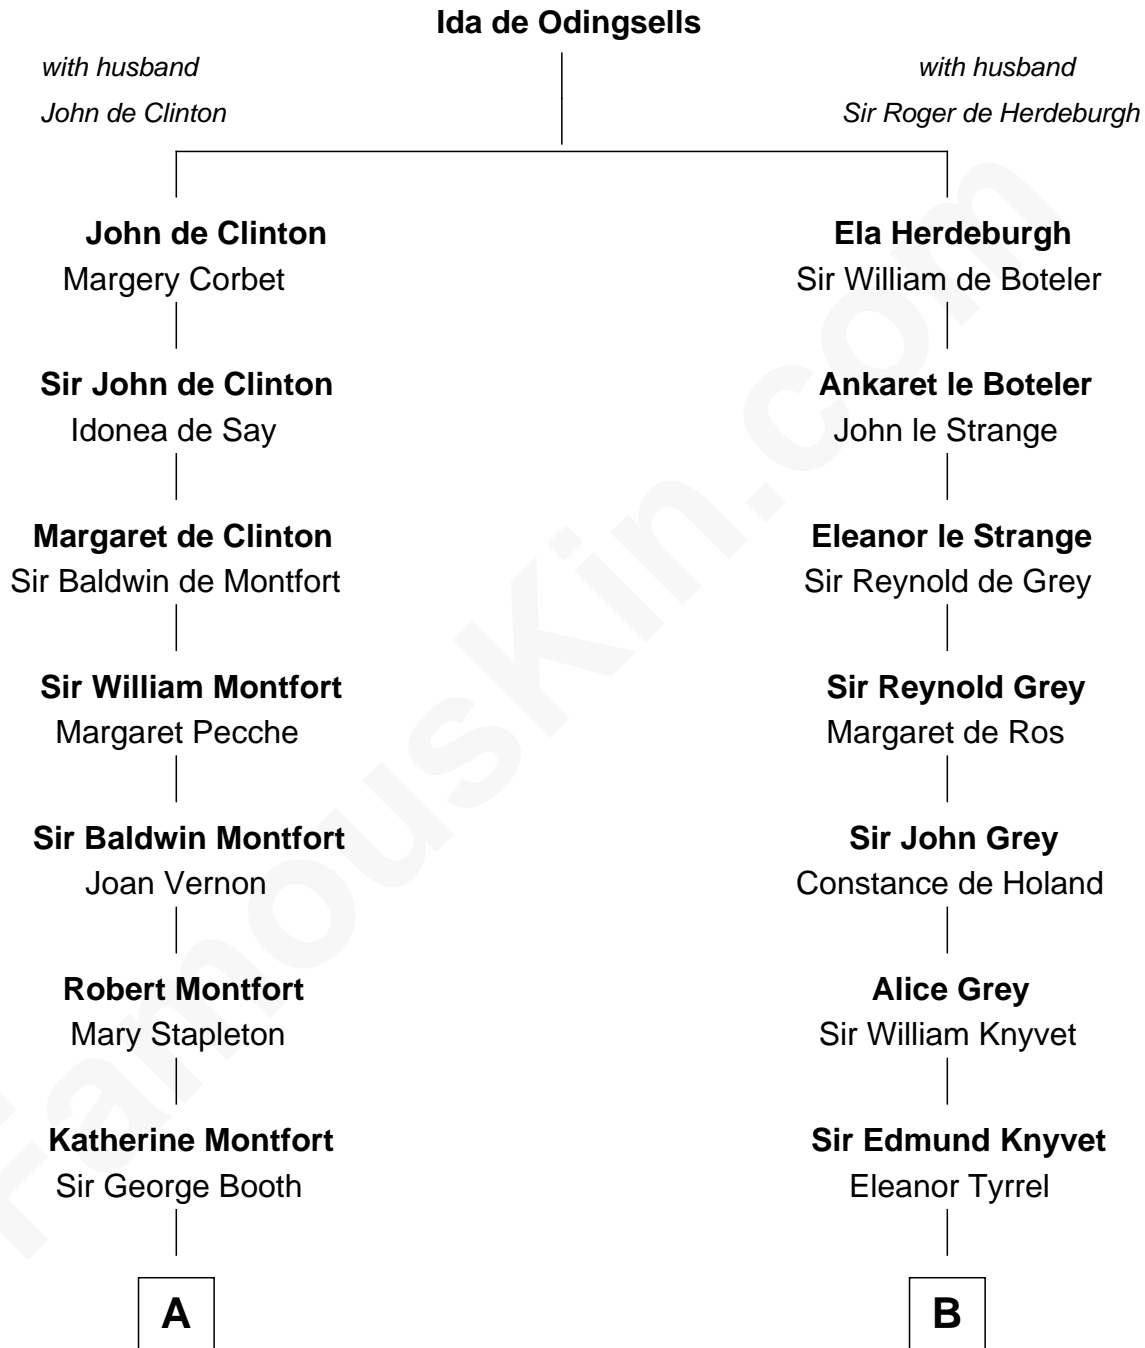 Ida de Odingsells
with husband
John de Clinton
with husband
Sir Roger de Herdeburgh
John de Clinton
Margery Corbet
Ela Herdeburgh
Sir William de Boteler
Sir John de Clinton
Idonea de Say
Ankaret le Boteler
John le Strange
Margaret de Clinton
Sir Baldwin de Montfort
Eleanor le Strange
Sir Reynold de Grey
Sir William Montfort
Margaret Pecche
Sir Reynold Grey
Margaret de Ros
Sir Baldwin Montfort
Joan Vernon
Sir John Grey
Constance de Holand
Robert Montfort
Mary Stapleton
Alice Grey
Sir William Knyvet
Katherine Montfort
Sir George Booth
Sir Edmund Knyvet
Eleanor Tyrrel
A
B
FamousKin.com